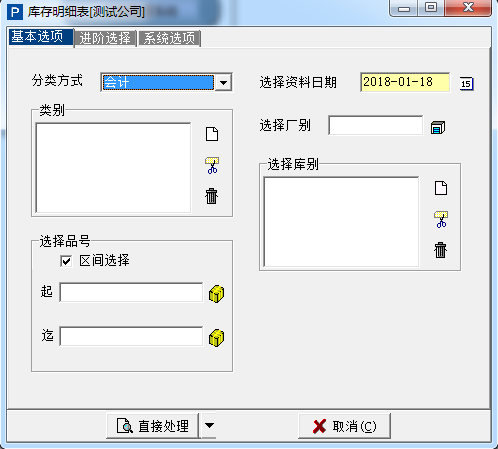 P 库存明细表[测试公司]
基本选项 进阶选择 系统选项
分类方式 会计 选择资料日期 2018-01-18 15
类别 选择厂别
选择库别
选择品号
区间选择
起
迄
直接处理 取消(C)